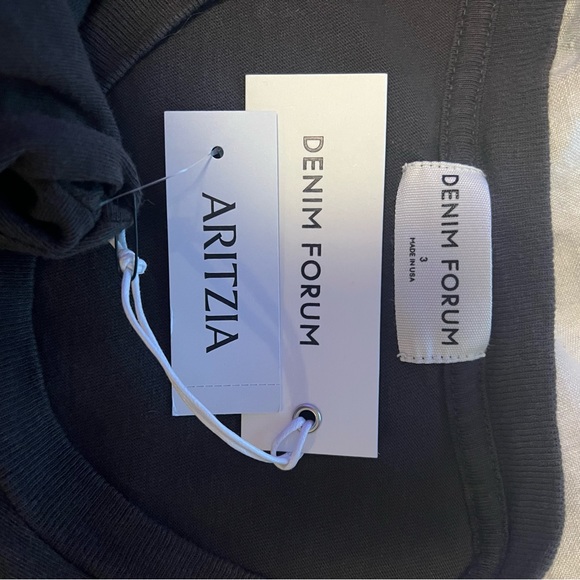 ARITZIA
DENIM FORUM
DENIM FORUM
3
MADE IN USA